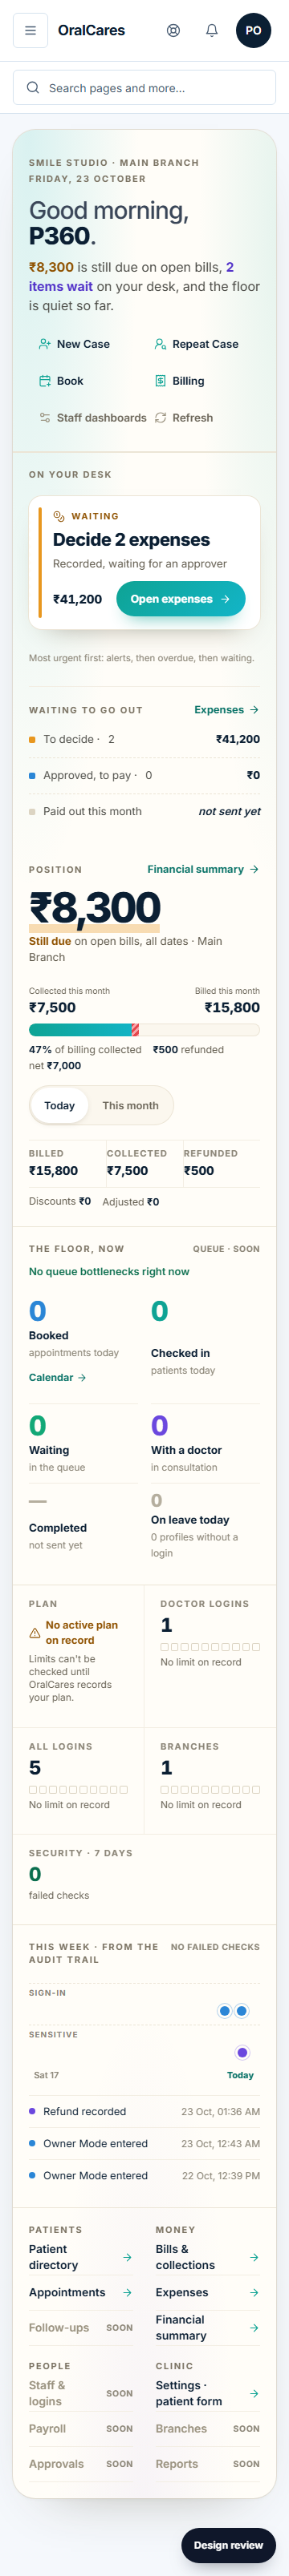 OralCares
PO
Search pages and more...
SMILE STUDIO · MAIN BRANCH
FRIDAY, 23 OCTOBER
Good morning,
P360.
₹8,300 is still due on open bills, 2
items wait on your desk, and the floor
is quiet so far.
New Case
Repeat Case
Book
Billing
Staff dashboards
Refresh
ON YOUR DESK
WAITING
Decide 2 expenses
Recorded, waiting for an approver
₹41,200
Open expenses →
Most urgent first: alerts, then overdue, then waiting.
WAITING TO GO OUT
Expenses →
To decide · 2
₹41,200
Approved, to pay · 0
₹0
Paid out this month
not sent yet
POSITION
Financial summary →
₹8,300
Still due on open bills, all dates · Main
Branch
Collected this month
Billed this month
₹7,500
₹15,800
47% of billing collected
₹500 refunded
net ₹7,000
Today
This month
BILLED
COLLECTED
REFUNDED
₹15,800
₹7,500
₹500
Discounts ₹0
Adjusted ₹0
THE FLOOR, NOW
QUEUE · SOON
No queue bottlenecks right now
0
Booked
appointments today
Calendar →
0
Checked in
patients today
0
Waiting
in the queue
0
With a doctor
in consultation
—
Completed
not sent yet
0
On leave today
0 profiles without a
login
PLAN
No active plan
on record
Limits can't be
checked until
OralCares records
your plan.
DOCTOR LOGINS
1
No limit on record
ALL LOGINS
5
No limit on record
BRANCHES
1
No limit on record
SECURITY · 7 DAYS
0
failed checks
THIS WEEK · FROM THE
AUDIT TRAIL
NO FAILED CHECKS
SIGN-IN
SENSITIVE
Sat 17
Today
Refund recorded
23 Oct, 01:36 AM
Owner Mode entered
23 Oct, 12:43 AM
Owner Mode entered
22 Oct, 12:39 PM
PATIENTS
Patient
directory →
Appointments →
Follow-ups SOON
MONEY
Bills &
collections →
Expenses →
Financial
summary →
PEOPLE
Staff &
logins SOON
Payroll SOON
Approvals SOON
CLINIC
Settings ·
patient form →
Branches SOON
Reports SOON
Design review